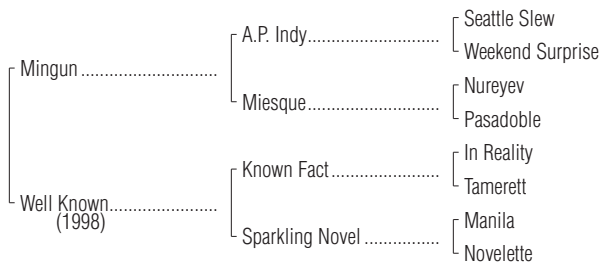 Seattle Slew
A.P. Indy
Weekend Surprise
Mingun
Nureyev
Miesque
Pasadoble
In Reality
Known Fact
Tamerett
Well Known
(1998)
Manila
Sparkling Novel
Novelette